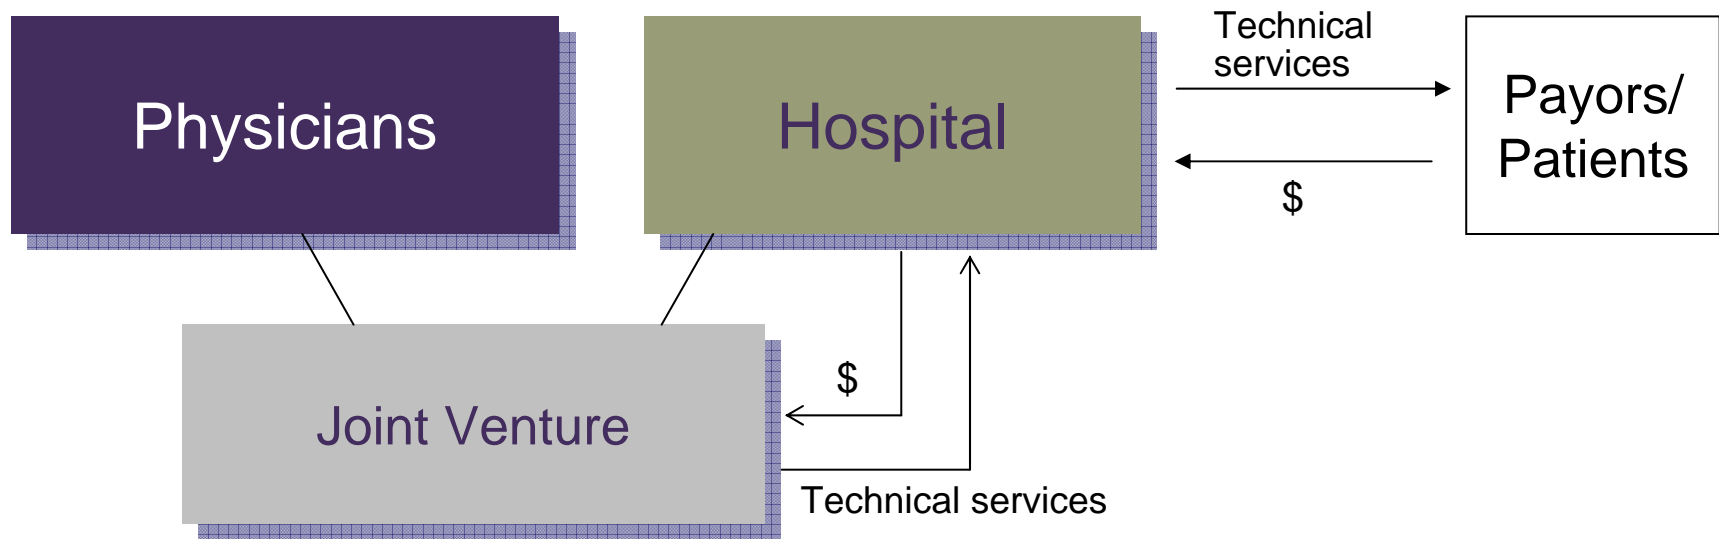 Physicians
Hospital
Technical
services
$
Payors/
Patients
Joint Venture
$
Technical services